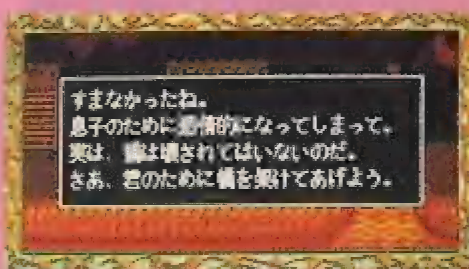 すまなかったね。
息子のために感情的になってしまって。
実は、橋は壊されてはいないのだ。
さあ、君のために橋を架けてあげよう。